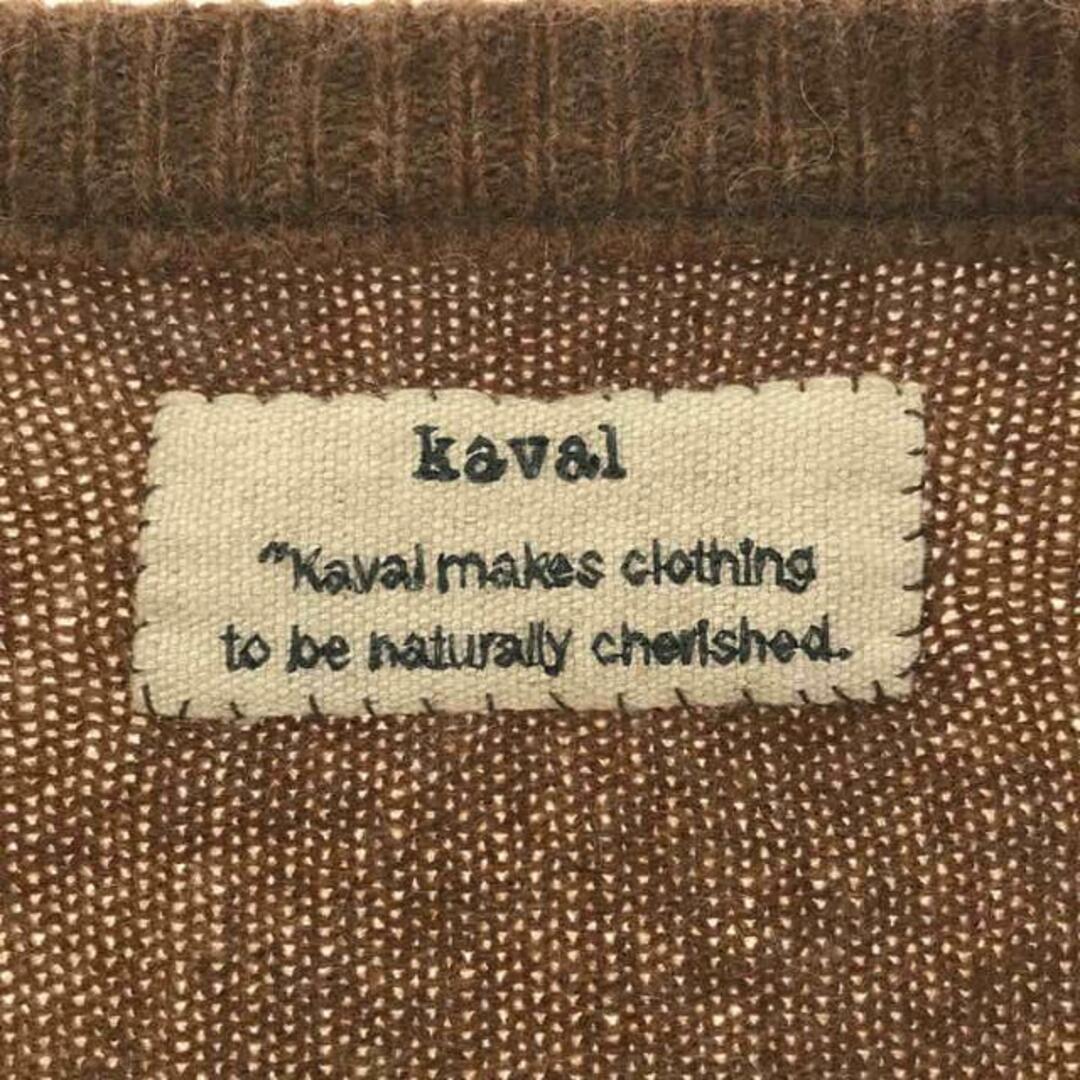 kaval
"Kaval makes clothing
to be naturally cherished.